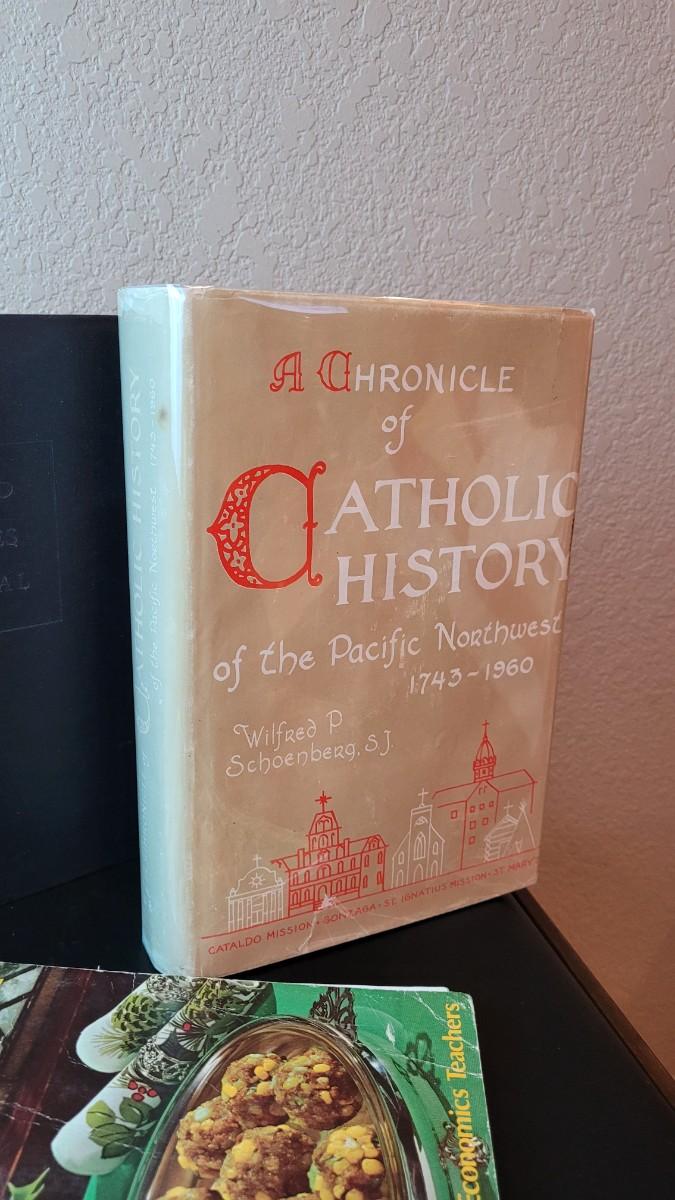 A CHRONICLE
of
CATHOLIC
HISTORY
of the Pacific Northwest
1743-1960
Wilfred P
Schoenberg, S.J.
CATALDO MISSION · GONZAGA · ST. IGNATIUS MISSION · ST. MARY'S
CATHOLIC HISTORY
of the Pacific Northwest 1743-1960
Economics Teachers